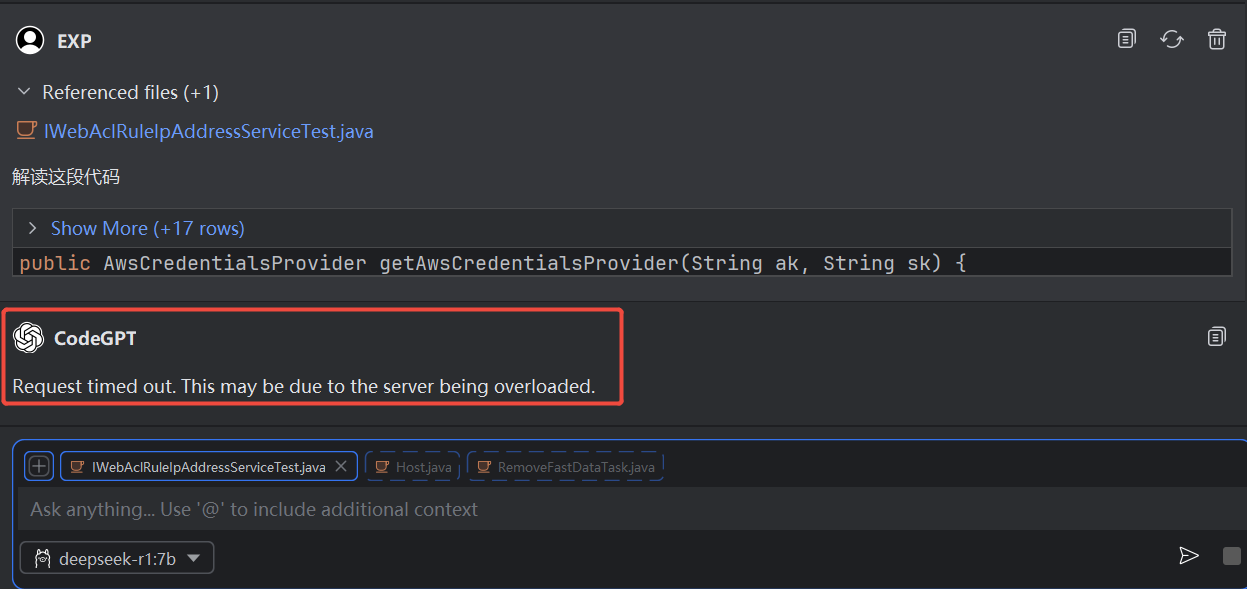 EXP
Referenced files (+1)
IWebAclRuleIpAddressServiceTest.java
解读这段代码
Show More (+17 rows)
public AwsCredentialsProvider getAwsCredentialsProvider(String ak, String sk) {
CodeGPT
Request timed out. This may be due to the server being overloaded.
IWebAclRuleIpAddressServiceTest.java Host.java RemoveFastDataTask.java
Ask anything... Use '@' to include additional context
deepseek-r1:7b